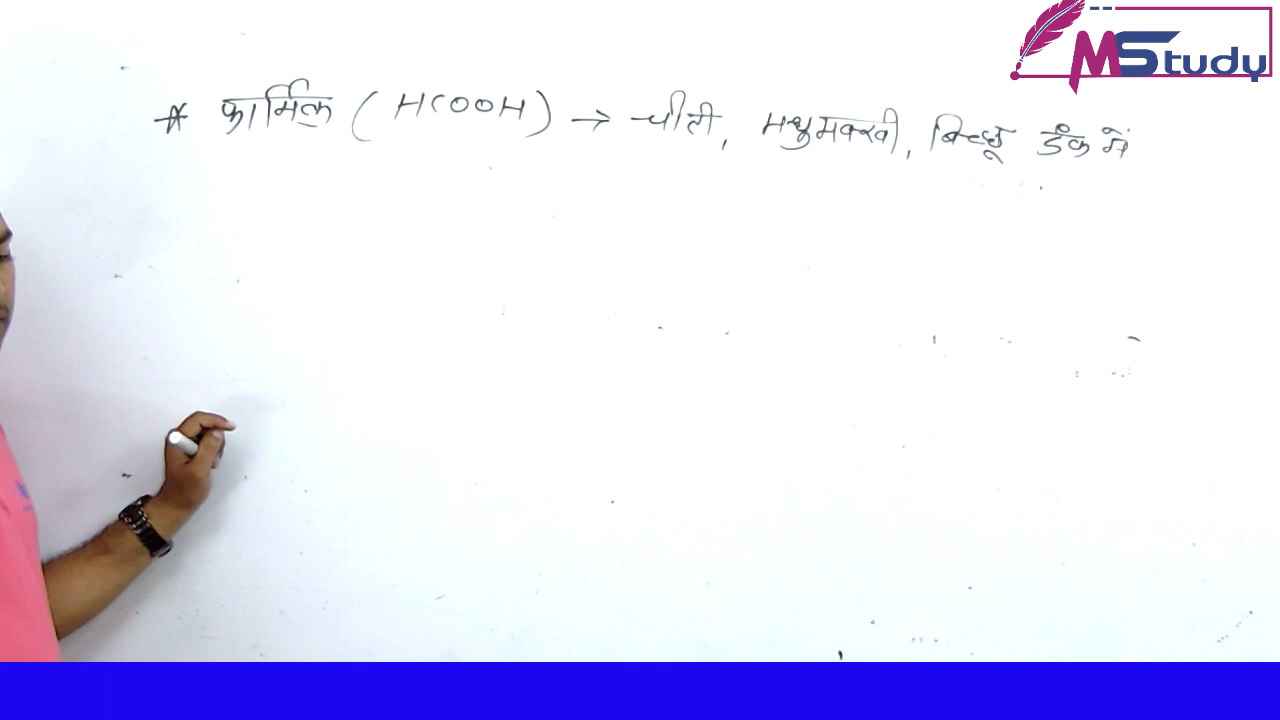 MStudy
* फार्मिक (HCOOH) → चीटी, मधुमक्खी, बिच्छू डंक में